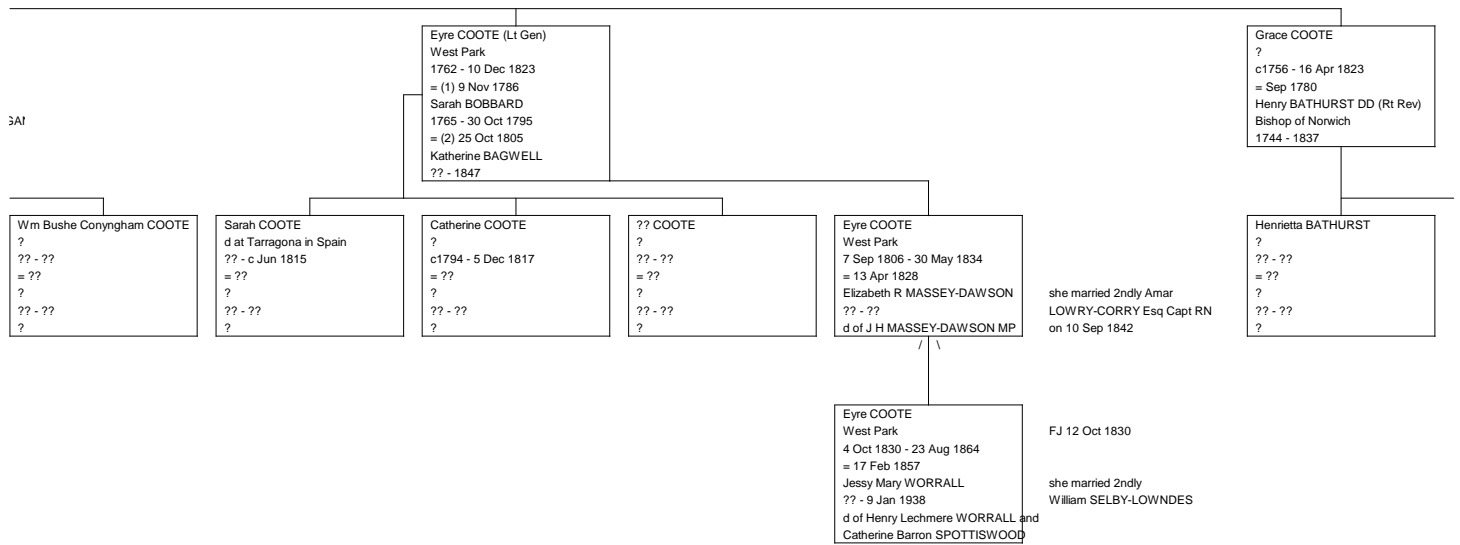 Eyre COOTE (Lt Gen)
West Park
1762 - 10 Dec 1823
= (1) 9 Nov 1786
Sarah BOBBARD
1765 - 30 Oct 1795
= (2) 25 Oct 1805
Katherine BAGWELL
?? - 1847
Grace COOTE
?
c1756 - 16 Apr 1823
= Sep 1780
Henry BATHURST DD (Rt Rev)
Bishop of Norwich
1744 - 1837
Wm Bushe Conyngham COOTE
?
?? - ??
= ??
?
?? - ??
?
Sarah COOTE
d at Tarragona in Spain
?? - c Jun 1815
= ??
?
?? - ??
?
Catherine COOTE
?
c1794 - 5 Dec 1817
= ??
?
?? - ??
?
?? COOTE
?
?? - ??
= ??
?
?? - ??
?
Eyre COOTE
West Park
7 Sep 1806 - 30 May 1834
= 13 Apr 1828
Elizabeth R MASSEY-DAWSON
?? - ??
d of J H MASSEY-DAWSON MP
/ \
she married 2ndly Amar
LOWRY-CORRY Esq Capt RN
on 10 Sep 1842
Henrietta BATHURST
?
?? - ??
= ??
?
?? - ??
?
Eyre COOTE
West Park
4 Oct 1830 - 23 Aug 1864
= 17 Feb 1857
Jessy Mary WORRALL
?? - 9 Jan 1938
d of Henry Lechmere WORRALL and
Catherine Barron SPOTTISWOOD
FJ 12 Oct 1830
she married 2ndly
William SELBY-LOWNDES